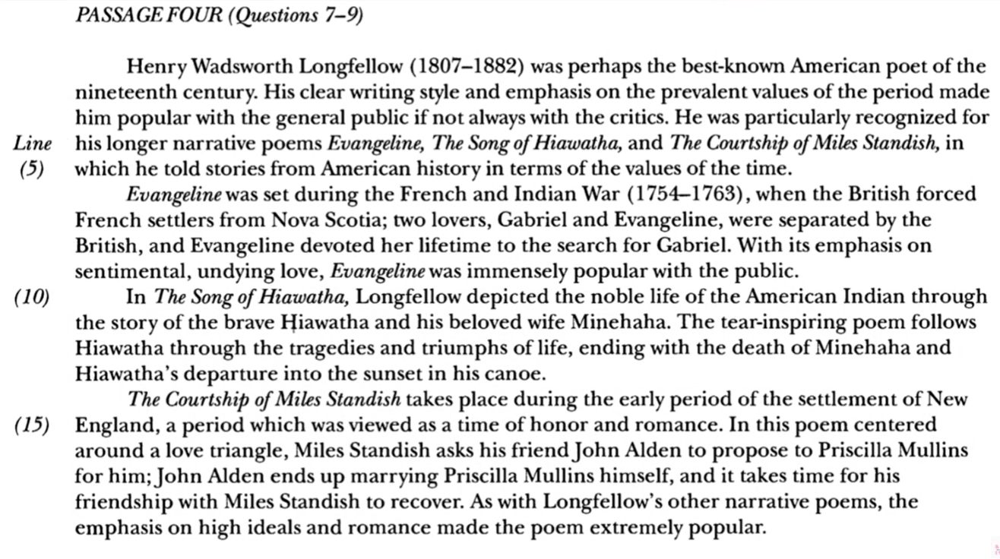 PASSAGE FOUR (Questions 7–9)
Henry Wadsworth Longfellow (1807–1882) was perhaps the best-known American poet of the
nineteenth century. His clear writing style and emphasis on the prevalent values of the period made
him popular with the general public if not always with the critics. He was particularly recognized for
Line his longer narrative poems Evangeline, The Song of Hiawatha, and The Courtship of Miles Standish, in
(5) which he told stories from American history in terms of the values of the time.
Evangeline was set during the French and Indian War (1754–1763), when the British forced
French settlers from Nova Scotia; two lovers, Gabriel and Evangeline, were separated by the
British, and Evangeline devoted her lifetime to the search for Gabriel. With its emphasis on
sentimental, undying love, Evangeline was immensely popular with the public.
(10) In The Song of Hiawatha, Longfellow depicted the noble life of the American Indian through
the story of the brave Hiawatha and his beloved wife Minehaha. The tear-inspiring poem follows
Hiawatha through the tragedies and triumphs of life, ending with the death of Minehaha and
Hiawatha's departure into the sunset in his canoe.
The Courtship of Miles Standish takes place during the early period of the settlement of New
(15) England, a period which was viewed as a time of honor and romance. In this poem centered
around a love triangle, Miles Standish asks his friend John Alden to propose to Priscilla Mullins
for him; John Alden ends up marrying Priscilla Mullins himself, and it takes time for his
friendship with Miles Standish to recover. As with Longfellow's other narrative poems, the
emphasis on high ideals and romance made the poem extremely popular.